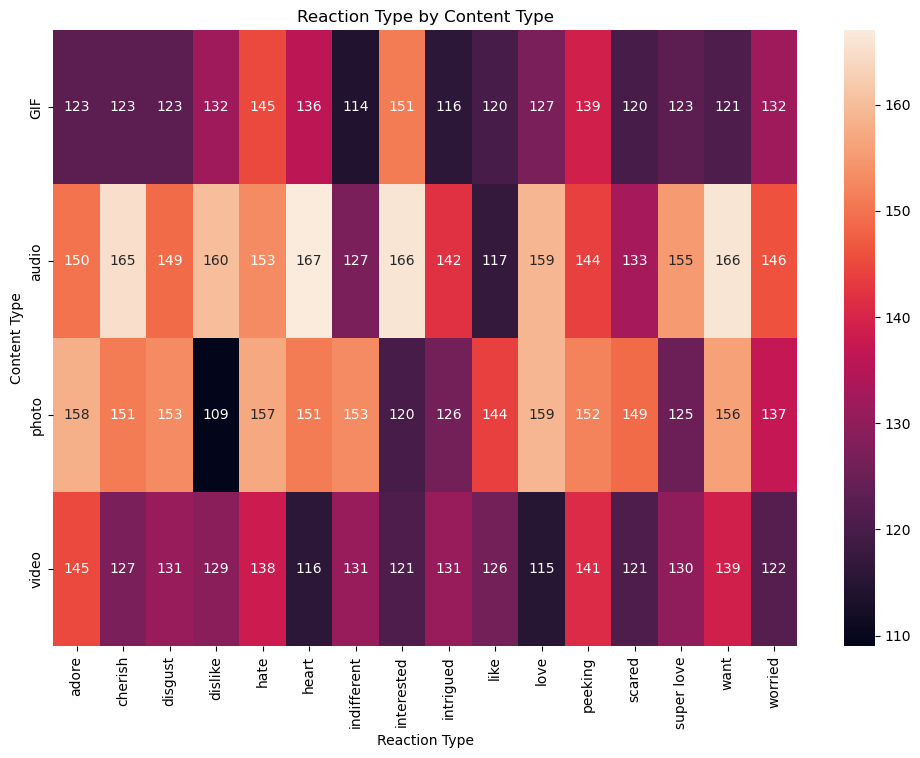 Reaction Type by Content Type
GIF
123 123 123 132 145 136 114 151 116 120 127 139 120 123 121 132
audio
150 165 149 160 153 167 127 166 142 117 159 144 133 155 166 146
photo
158 151 153 109 157 151 153 120 126 144 159 152 149 125 156 137
video
145 127 131 129 138 116 131 121 131 126 115 141 121 130 139 122
Content Type
adore cherish disgust dislike hate heart indifferent interested intrigued like love peeking scared super love want worried
Reaction Type
160
150
140
130
120
110